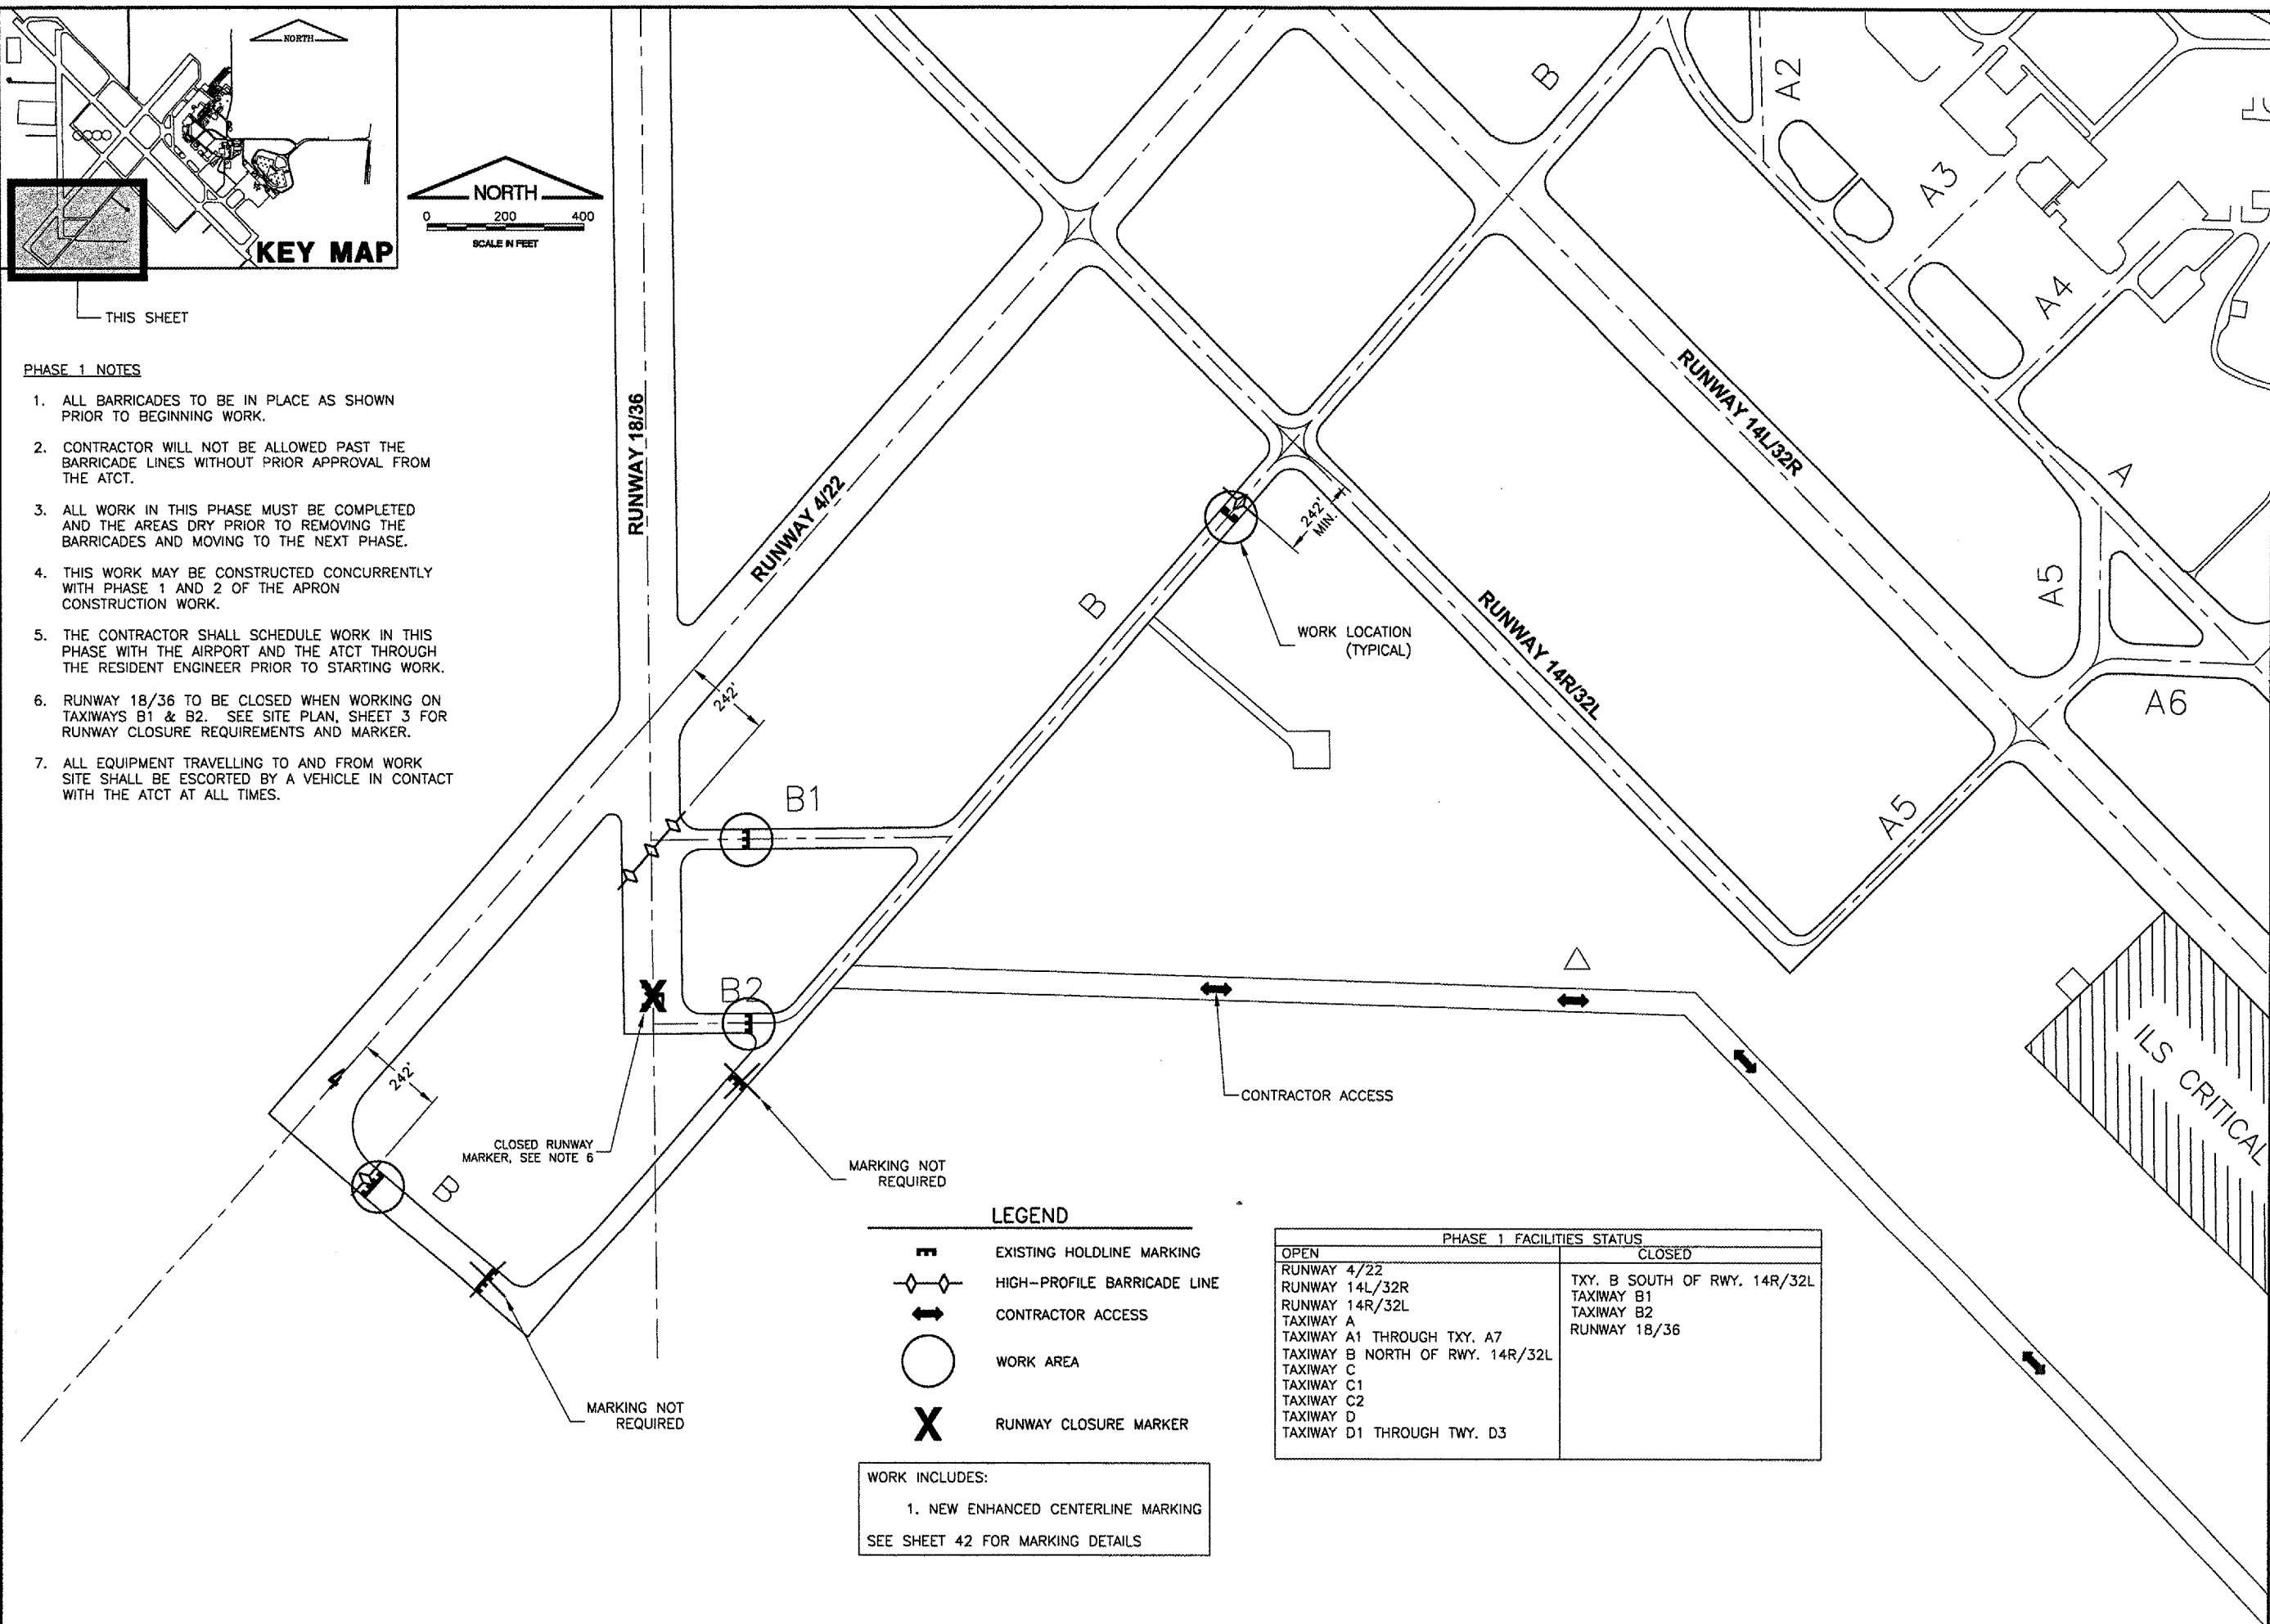 NORTH
KEY MAP
THIS SHEET
NORTH
0 200 400
SCALE IN FEET
PHASE 1 NOTES
1. ALL BARRICADES TO BE IN PLACE AS SHOWN
PRIOR TO BEGINNING WORK.
2. CONTRACTOR WILL NOT BE ALLOWED PAST THE
BARRICADE LINES WITHOUT PRIOR APPROVAL FROM
THE ATCT.
3. ALL WORK IN THIS PHASE MUST BE COMPLETED
AND THE AREAS DRY PRIOR TO REMOVING THE
BARRICADES AND MOVING TO THE NEXT PHASE.
4. THIS WORK MAY BE CONSTRUCTED CONCURRENTLY
WITH PHASE 1 AND 2 OF THE APRON
CONSTRUCTION WORK.
5. THE CONTRACTOR SHALL SCHEDULE WORK IN THIS
PHASE WITH THE AIRPORT AND THE ATCT THROUGH
THE RESIDENT ENGINEER PRIOR TO STARTING WORK.
6. RUNWAY 18/36 TO BE CLOSED WHEN WORKING ON
TAXIWAYS B1 & B2. SEE SITE PLAN, SHEET 3 FOR
RUNWAY CLOSURE REQUIREMENTS AND MARKER.
7. ALL EQUIPMENT TRAVELLING TO AND FROM WORK
SITE SHALL BE ESCORTED BY A VEHICLE IN CONTACT
WITH THE ATCT AT ALL TIMES.
RUNWAY 18/36
RUNWAY 4/22
B
A2
A3
A4
RUNWAY 14L/32R
A
A5
A6
242'
MIN.
B
WORK LOCATION
(TYPICAL)
RUNWAY 14R/32L
242'
B1
A5
B2
ILS CRITICAL
4
242'
CONTRACTOR ACCESS
CLOSED RUNWAY
MARKER, SEE NOTE 6
B
MARKING NOT
REQUIRED
MARKING NOT
REQUIRED
LEGEND
EXISTING HOLDLINE MARKING
HIGH-PROFILE BARRICADE LINE
CONTRACTOR ACCESS
WORK AREA
X RUNWAY CLOSURE MARKER
WORK INCLUDES:
1. NEW ENHANCED CENTERLINE MARKING
SEE SHEET 42 FOR MARKING DETAILS
PHASE 1 FACILITIES STATUS
OPEN CLOSED
RUNWAY 4/22
RUNWAY 14L/32R
RUNWAY 14R/32L
TAXIWAY A
TAXIWAY A1 THROUGH TXY. A7
TAXIWAY B NORTH OF RWY. 14R/32L
TAXIWAY C
TAXIWAY C1
TAXIWAY C2
TAXIWAY D
TAXIWAY D1 THROUGH TWY. D3
TXY. B SOUTH OF RWY. 14R/32L
TAXIWAY B1
TAXIWAY B2
RUNWAY 18/36